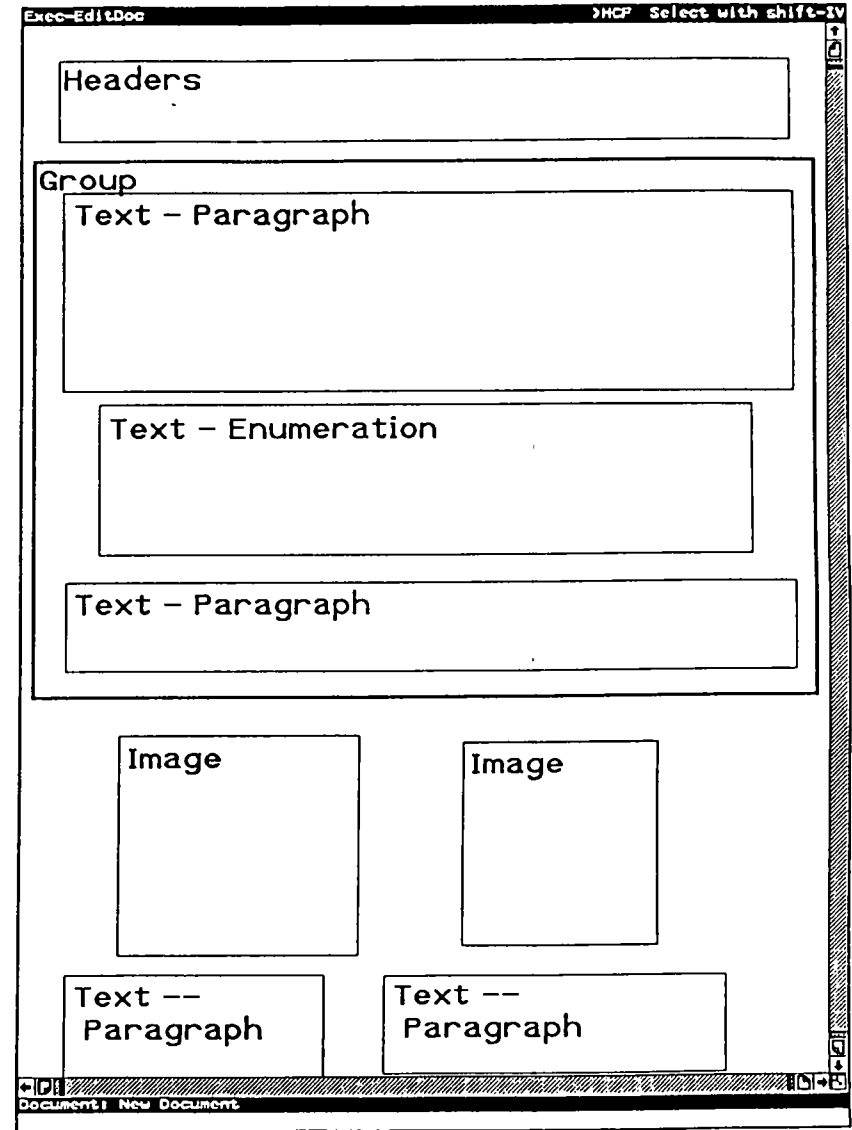 Exec-EditDoc >HCP Select with shift-IV
Headers
Group
Text – Paragraph
Text – Enumeration
Text – Paragraph
Image
Image
Text --
Paragraph
Text --
Paragraph
Document: New Document